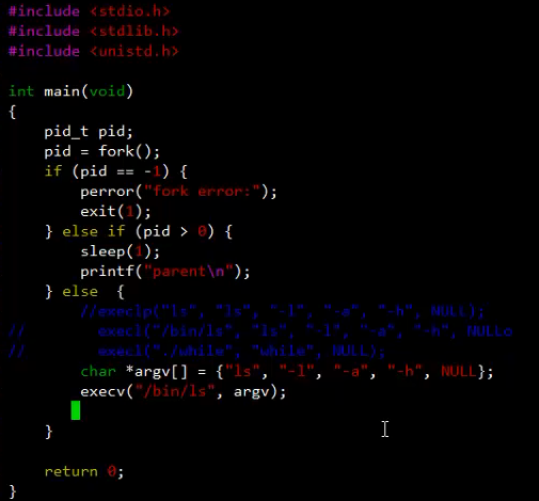 #include <stdio.h>
#include <stdlib.h>
#include <unistd.h>
int main(void)
{
    pid_t pid;
    pid = fork();
    if (pid == -1) {
        perror("fork error:");
        exit(1);
    } else if (pid > 0) {
        sleep(1);
        printf("parent\n");
    } else  {
        //execlp("ls", "ls", "-l", "-a", "-h", NULL);
//        execl("/bin/ls", "ls", "-l", "-a", "-h", NULLo
//        execl("./while", "while", NULL);
        char *argv[] = {"ls", "-l", "-a", "-h", NULL};
        execv("/bin/ls", argv);
    }
    return 0;
}